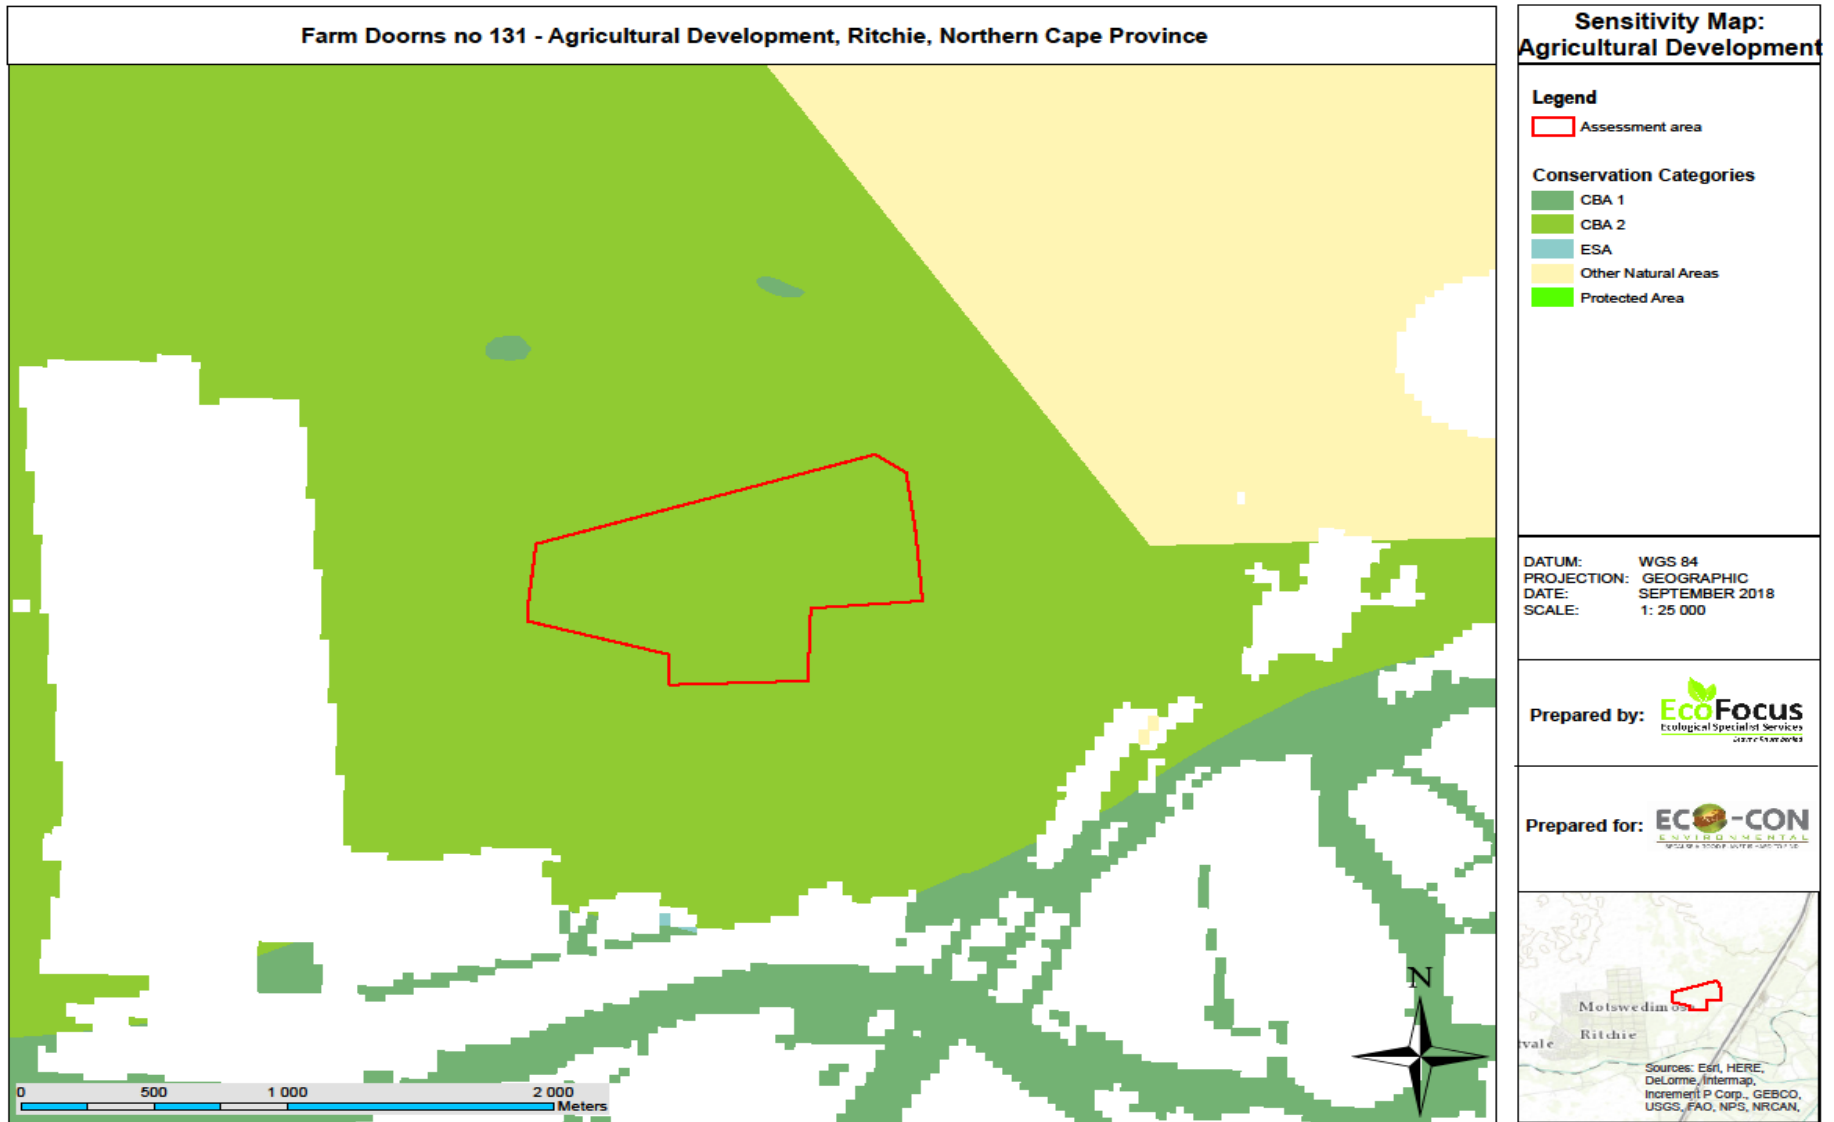 Farm Doorns no 131 - Agricultural Development, Ritchie, Northern Cape Province
Sensitivity Map:
Agricultural Development
Legend
Assessment area
Conservation Categories
CBA 1
CBA 2
ESA
Other Natural Areas
Protected Area
DATUM: WGS 84
PROJECTION: GEOGRAPHIC
DATE: SEPTEMBER 2018
SCALE: 1: 25 000
Prepared by: EcoFocus
Ecological Specialist Services
Prepared for: ECO-CON
ENVIRONMENTAL
N
Motswedimos
Ritchie
tvale
Sources: Esri, HERE,
DeLorme, Intermap,
Increment P Corp., GEBCO,
USGS, FAO, NPS, NRCAN,
0 500 1 000 2 000
Meters